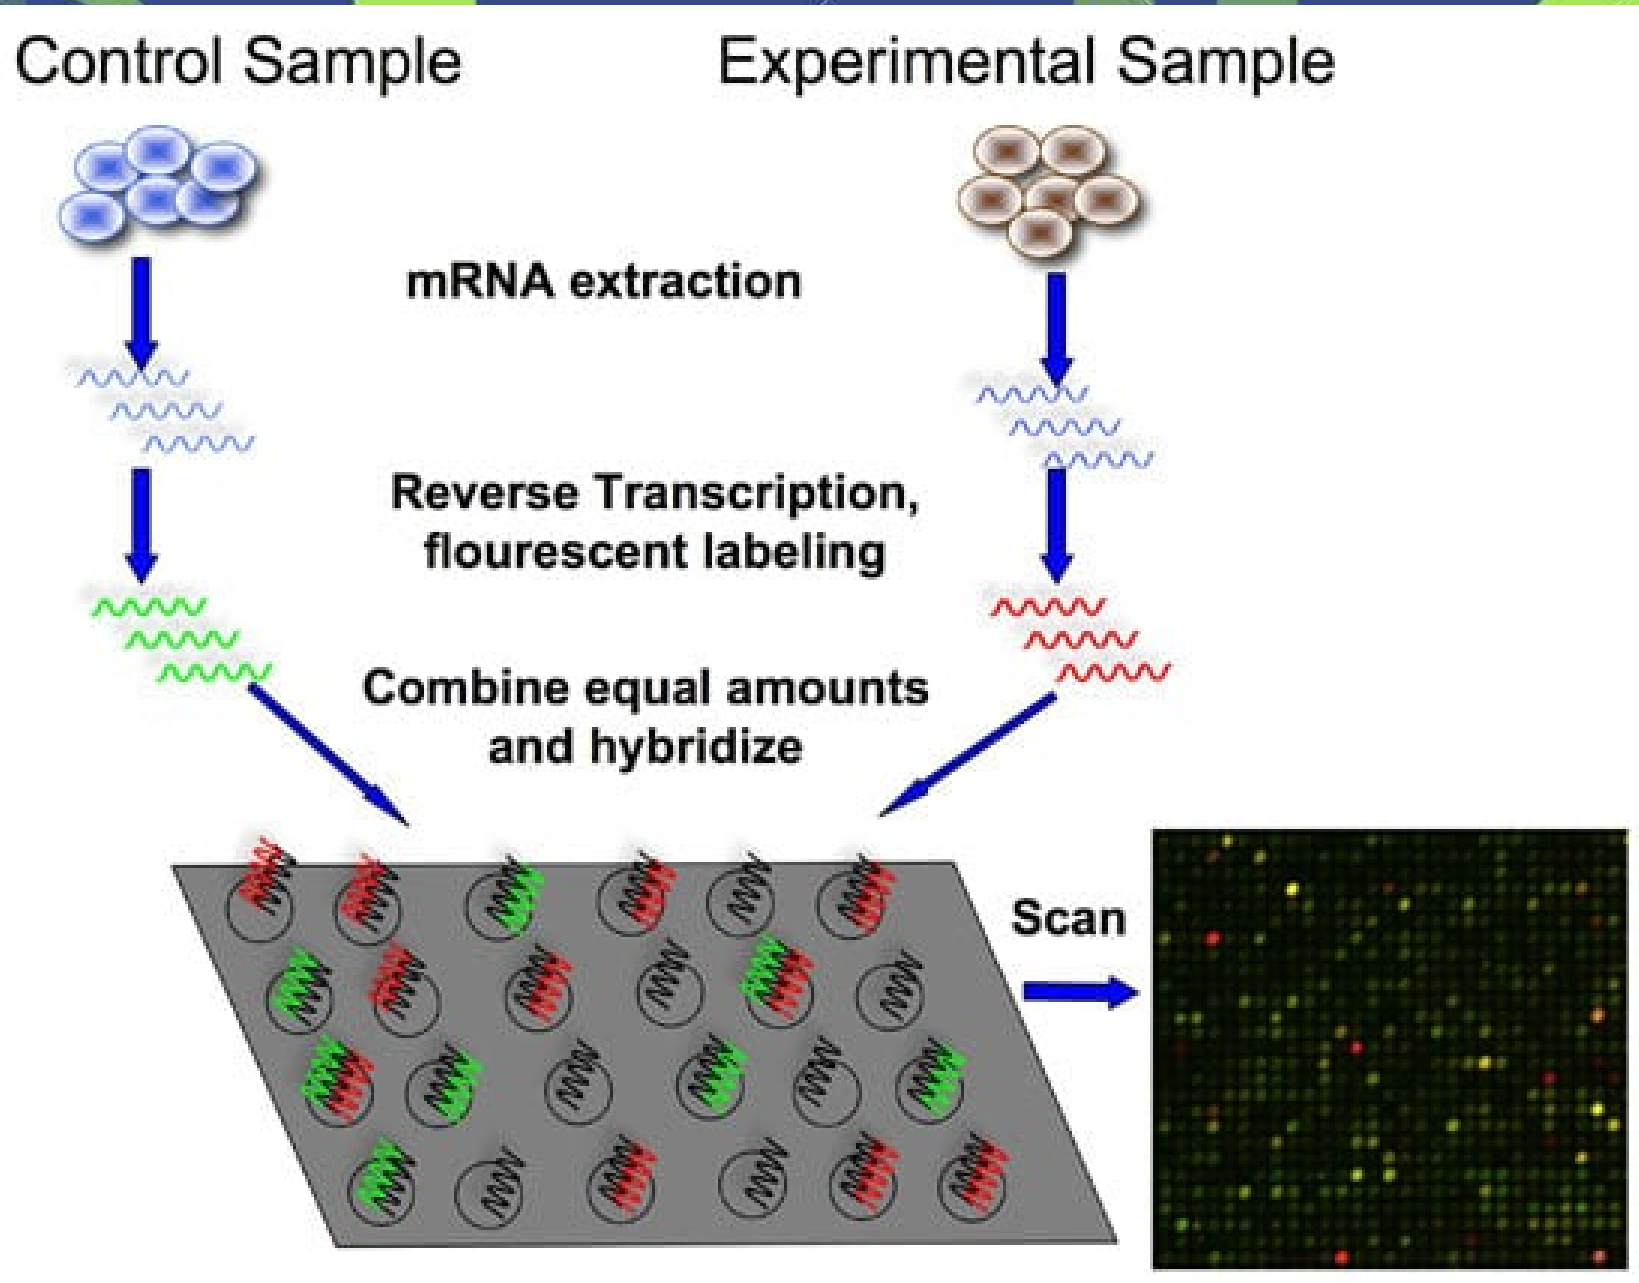 Control Sample
Experimental Sample
mRNA extraction
Reverse Transcription,
flourescent labeling
Combine equal amounts
and hybridize
Scan